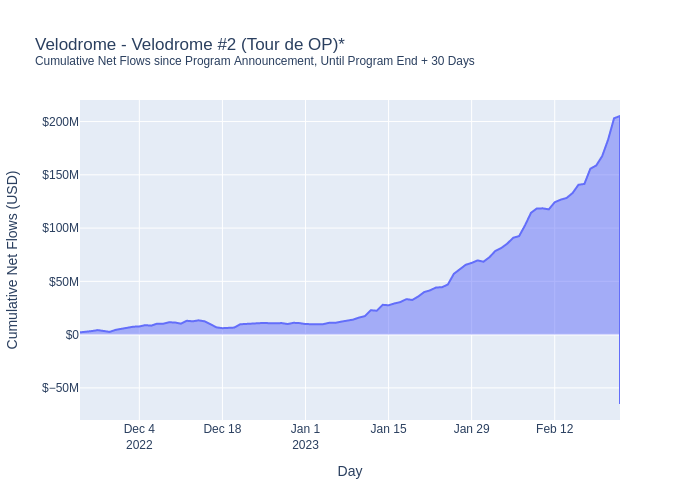 Velodrome - Velodrome #2 (Tour de OP)*
Cumulative Net Flows since Program Announcement, Until Program End + 30 Days
Cumulative Net Flows (USD)
$200M
$150M
$100M
$50M
$0
$−50M
Dec 4
2022
Dec 18
Jan 1
2023
Jan 15
Jan 29
Feb 12
Day